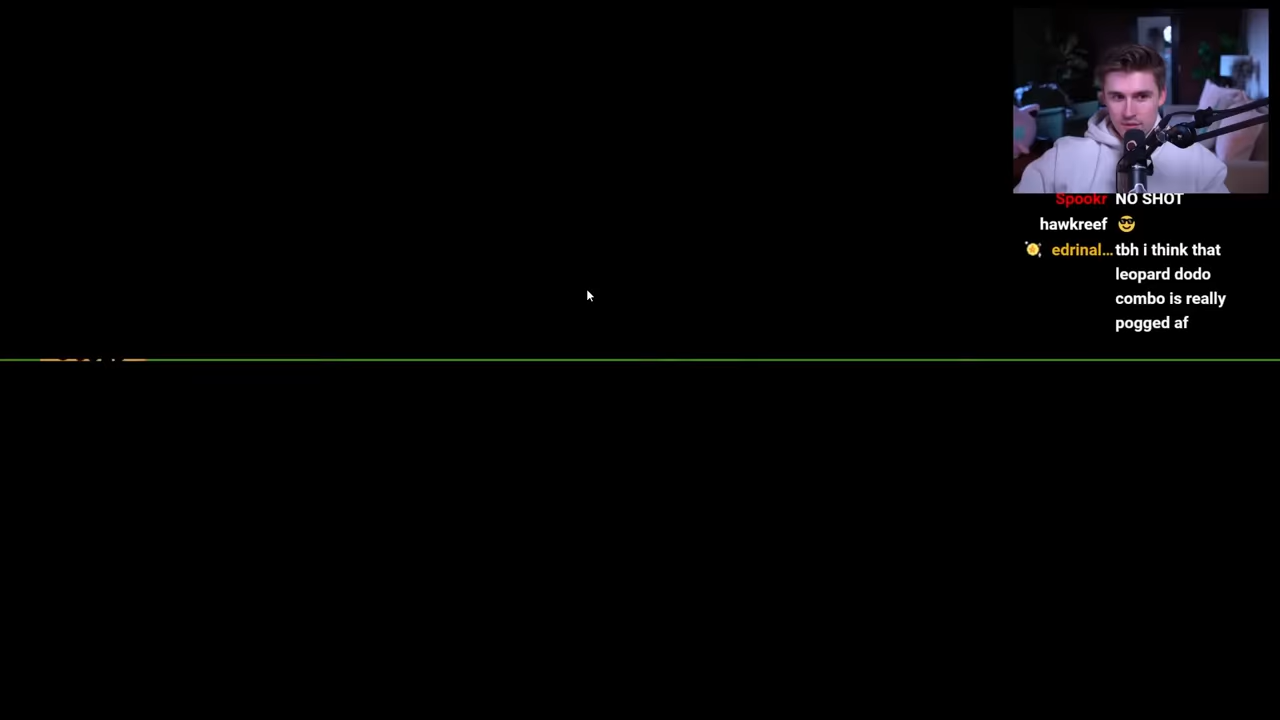 Spookr NO SHOT
hawkreef 😎
edrinal... tbh i think that
leopard dodo
combo is really
pogged af